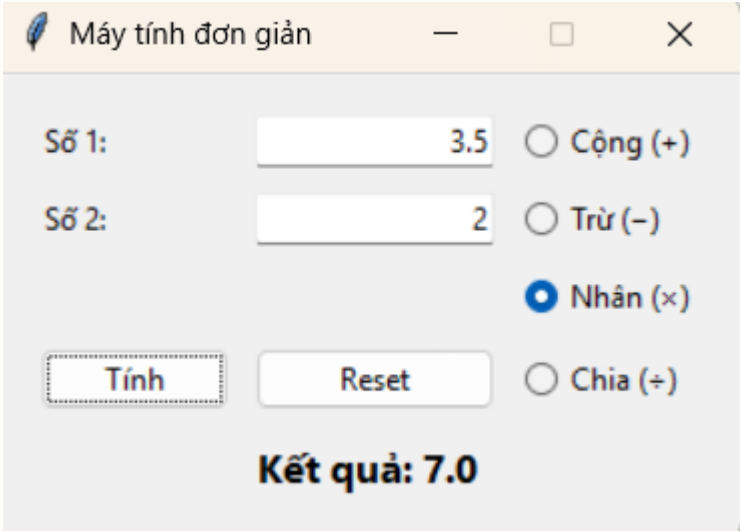 Máy tính đơn giản
Số 1: 3.5 Cộng (+)
Số 2: 2 Trừ (−)
Nhân (×)
Tính Reset Chia (÷)
Kết quả: 7.0